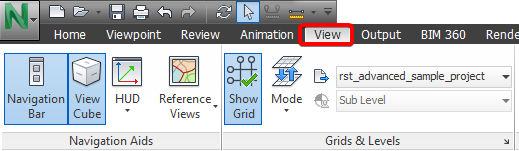 N
Home Viewpoint Review Animation View Output BIM 360 Rende
Navigation Bar
View Cube
HUD
Reference Views
Show Grid
Mode
rst_advanced_sample_project
Sub Level
Navigation Aids
Grids & Levels